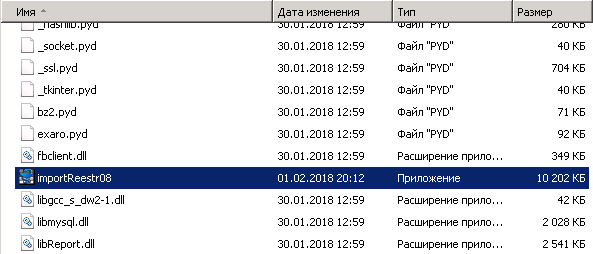 Имя Дата изменения Тип Размер
_hashlib.pyd 30.01.2018 12:59 Файл "PYD" 280 КБ
_socket.pyd 30.01.2018 12:59 Файл "PYD" 40 КБ
_ssl.pyd 30.01.2018 12:59 Файл "PYD" 704 КБ
_tkinter.pyd 30.01.2018 12:59 Файл "PYD" 40 КБ
bz2.pyd 30.01.2018 12:59 Файл "PYD" 71 КБ
exaro.pyd 30.01.2018 12:59 Файл "PYD" 92 КБ
fbclient.dll 30.01.2018 12:59 Расширение прило... 349 КБ
importReestr08 01.02.2018 20:12 Приложение 10 202 КБ
libgcc_s_dw2-1.dll 30.01.2018 12:59 Расширение прило... 42 КБ
libmysql.dll 30.01.2018 12:59 Расширение прило... 2 028 КБ
libReport.dll 30.01.2018 12:59 Расширение прило... 2 541 КБ